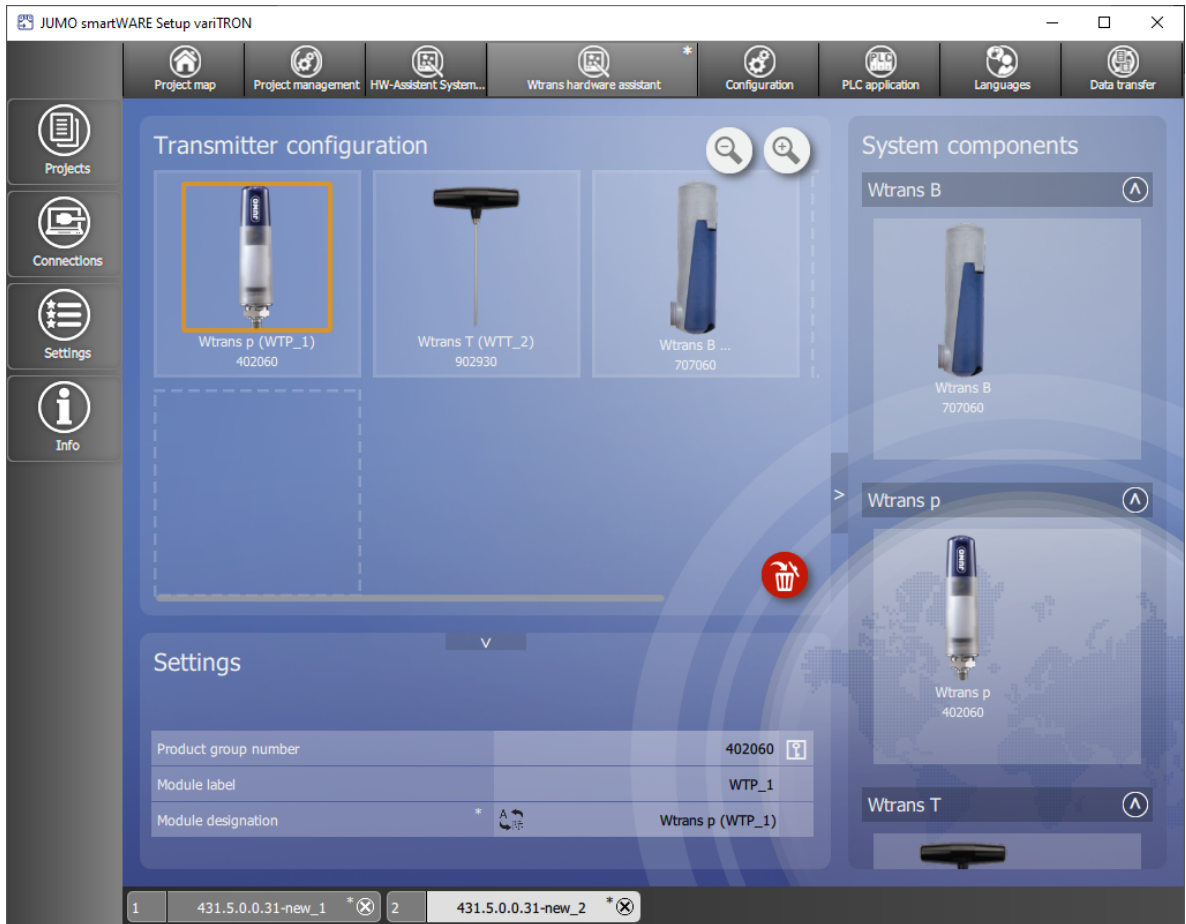 JUMO smartWARE Setup variTRON
Project map
Project management
HW-Assistent System...
Wtrans hardware assistant
*
Configuration
PLC application
Languages
Data transfer
Projects
Connections
Settings
Info
Transmitter configuration
JUMO
Wtrans p (WTP_1)
402060
Wtrans T (WTT_2)
902930
Wtrans B ...
707060
System components
Wtrans B
Wtrans B
707060
>
Wtrans p
JUMO
Wtrans p
402060
Wtrans T
Settings
Product group number
402060
Module label
WTP_1
Module designation
*
Wtrans p (WTP_1)
1
431.5.0.0.31-new_1
*
2
431.5.0.0.31-new_2
*